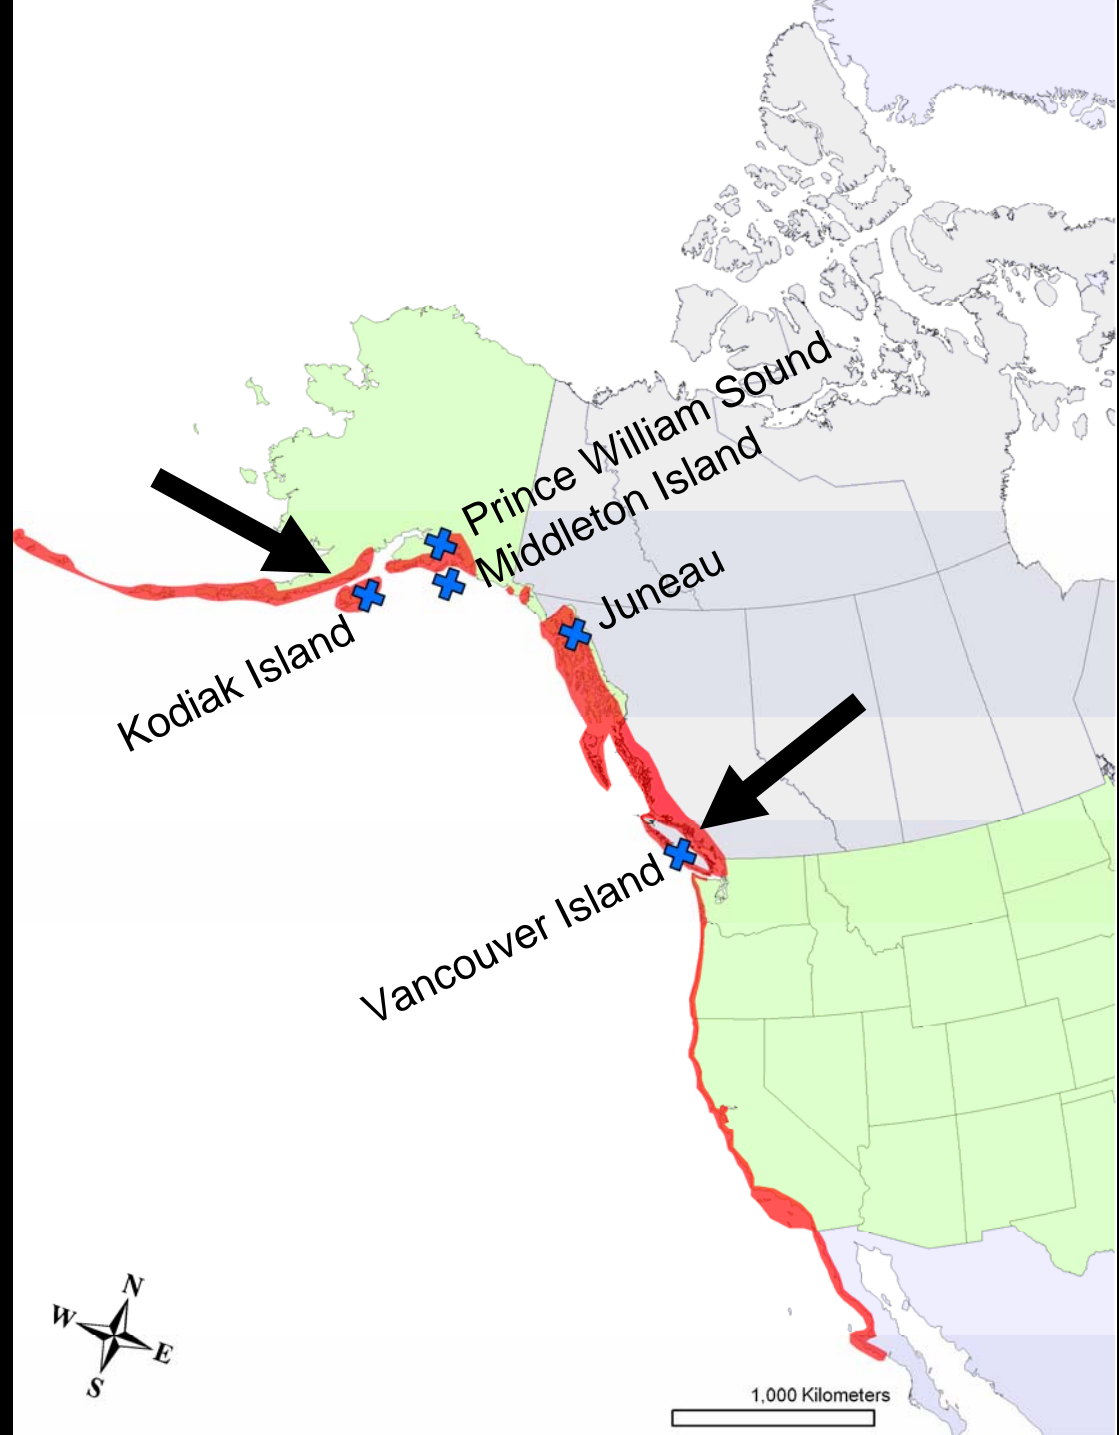 Prince William Sound
Middleton Island
Juneau
Kodiak Island
Vancouver Island
N
W
E
S
1,000 Kilometers